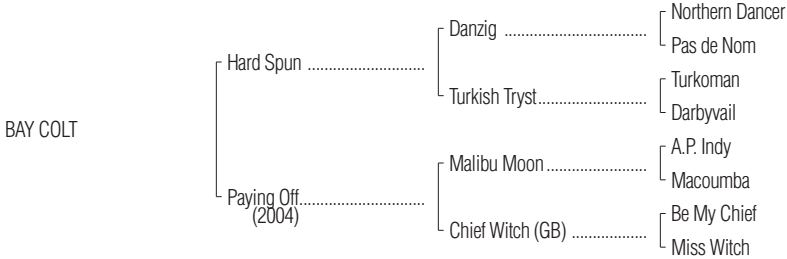 Northern Dancer
Danzig ..................................
Pas de Nom
Hard Spun ............................
Turkoman
Turkish Tryst..........................
Darbyvail
BAY COLT
A.P. Indy
Malibu Moon........................
Macoumba
Paying Off..............................
(2004)
Be My Chief
Chief Witch (GB) ..................
Miss Witch